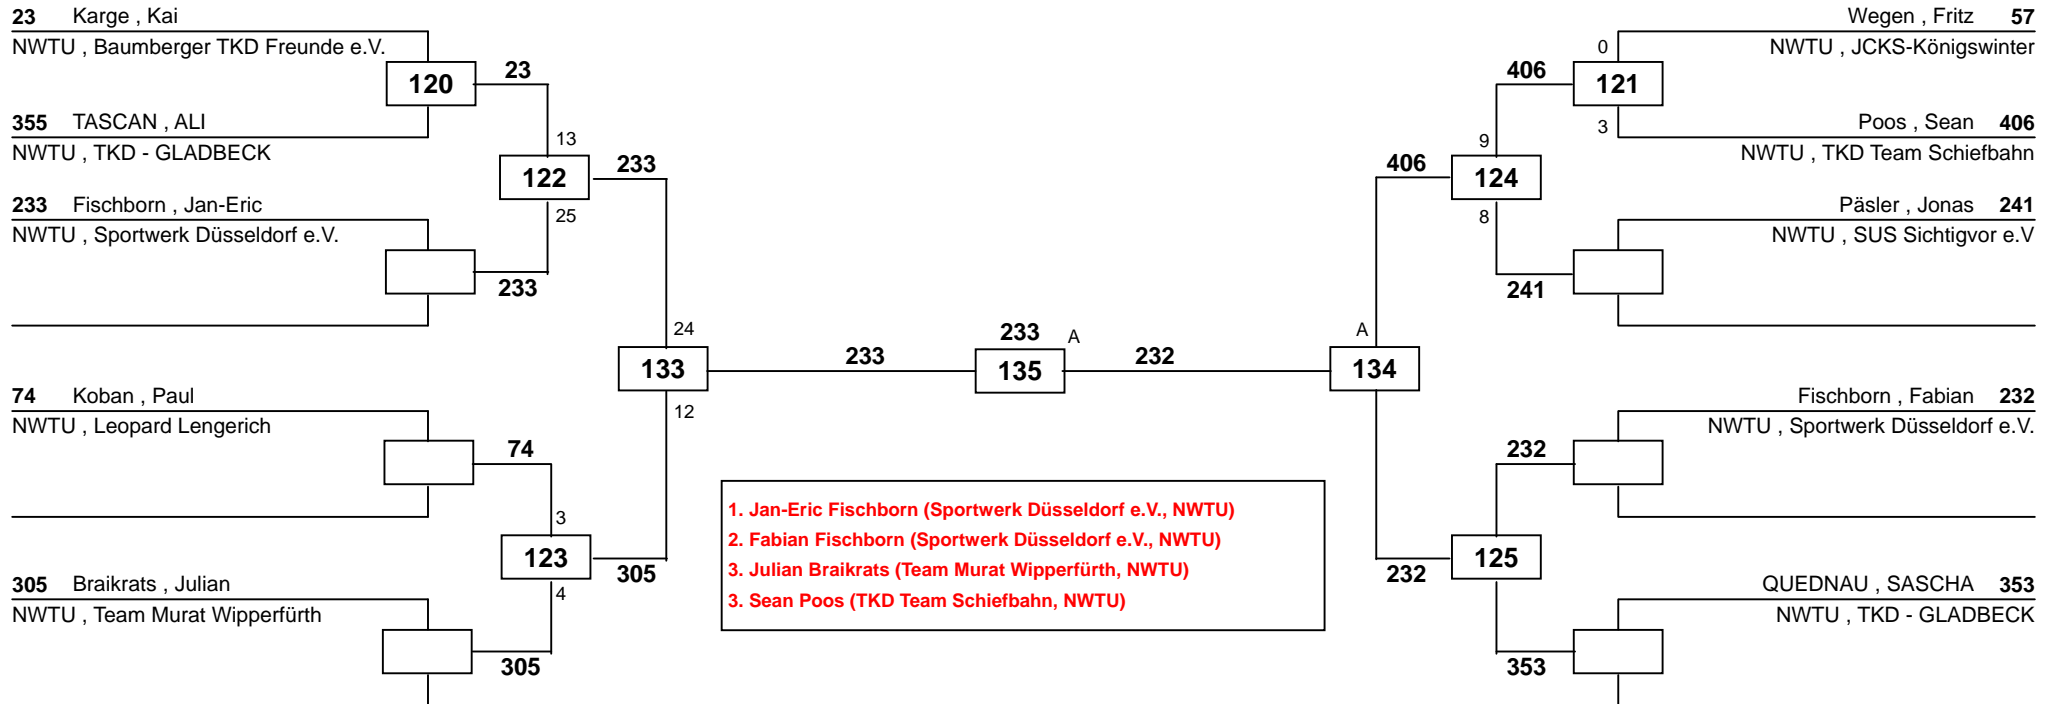 23 Karge , Kai
NWTU , Baumberger TKD Freunde e.V.
120
23
355 TASCAN , ALI
NWTU , TKD - GLADBECK
13
122
233
25
233 Fischborn , Jan-Eric
NWTU , Sportwerk Düsseldorf e.V.
233
24
133
12
233
74 Koban , Paul
NWTU , Leopard Lengerich
74
3
123
305
4
305 Braikrats , Julian
NWTU , Team Murat Wipperfürth
305
233
A
135
232
1. Jan-Eric Fischborn (Sportwerk Düsseldorf e.V., NWTU)
2. Fabian Fischborn (Sportwerk Düsseldorf e.V., NWTU)
3. Julian Braikrats (Team Murat Wipperfürth, NWTU)
3. Sean Poos (TKD Team Schiefbahn, NWTU)
Wegen , Fritz 57
NWTU , JCKS-Königswinter
0
406
121
3
Poos , Sean 406
NWTU , TKD Team Schiefbahn
9
406
124
8
Päsler , Jonas 241
NWTU , SUS Sichtigvor e.V
241
A
134
Fischborn , Fabian 232
NWTU , Sportwerk Düsseldorf e.V.
232
125
232
QUEDNAU , SASCHA 353
NWTU , TKD - GLADBECK
353